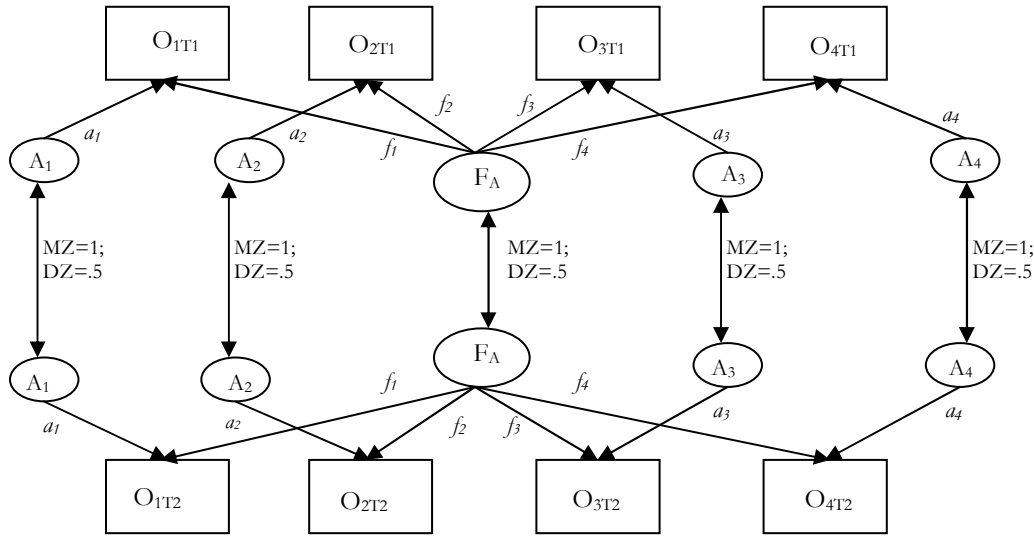 O1T1 O2T1 O3T1 O4T1
f2 f3
a1 a2 f1 f4 a3 a4
A1 A2 FA A3 A4
MZ=1; MZ=1; MZ=1; MZ=1; MZ=1;
DZ=.5 DZ=.5 DZ=.5 DZ=.5 DZ=.5
A1 A2 FA A3 A4
f1 f4
a1 a2 f2 f3 a3 a4
O1T2 O2T2 O3T2 O4T2